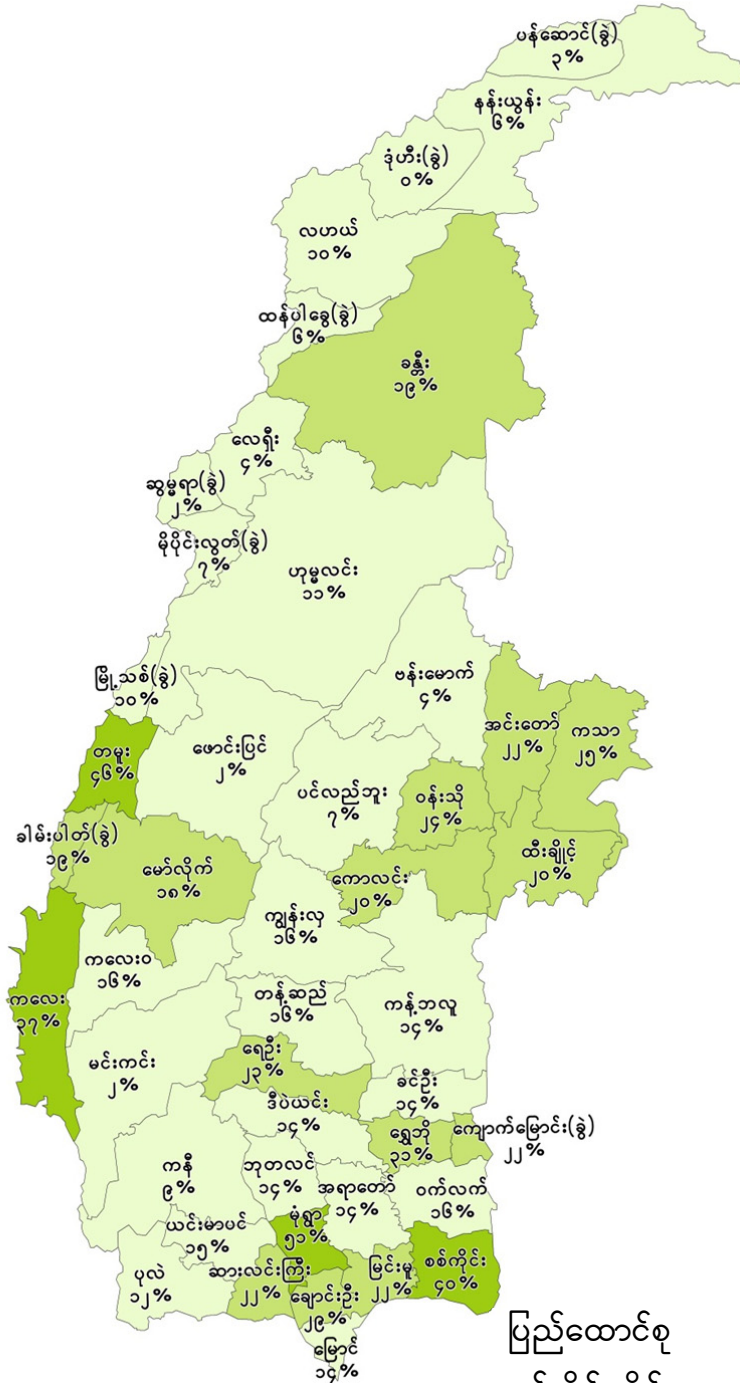 ပန်ဆောင်(ခွဲ)
၃%
နန်းယွန်း
၆%
ဒုံဟီး(ခွဲ)
၀%
လဟယ်
၁၀%
ထန်ပါခွေ(ခွဲ)
၆%
ခန္တီး
၁၉%
လေရှီး
၄%
ဆွမ္မရာ(ခွဲ)
၂%
မိုပိုင်းလွတ်(ခွဲ)
၇%
ဟုမ္မလင်း
၁၁%
မြို့သစ်(ခွဲ)
၁၀%
ဗန်းမောက်
၄%
အင်းတော်
၂၂%
ကသာ
၂၅%
တမူး
၄၆%
ဖောင်းပြင်
၂%
ပင်လည်ဘူး
၇%
ဝန်းသို
၂၄%
ခါမ်းပါတ်(ခွဲ)
၁၉%
မော်လိုက်
၁၈%
ကောလင်း
၂၀%
ထီးချိုင့်
၂၀%
ကျွန်းလှ
၁၆%
ကလေးဝ
၁၆%
ကလေး
၃၇%
တန့်ဆည်
၁၆%
ကန့်ဘလူ
၁၄%
မင်းကင်း
၂%
ရေဦး
၂၃%
ခင်ဦး
၁၄%
ဒီပဲယင်း
၁၄%
ရွှေဘို
၃၁%
ကျောက်မြောင်း(ခွဲ)
၂၂%
ကနီ
၉%
ဘုတလင်
၁၄%
အရာတော်
၁၄%
ဝက်လက်
၁၆%
ယင်းမာပင်
၁၅%
မုံရွာ
၅၁%
ပုလဲ
၁၂%
ဆားလင်းကြီး
၂၂%
ချောင်းဦး
၂၉%
မြင်းမူ
၂၂%
စစ်ကိုင်း
၄၀%
မြောင်
၁၄%
ပြည်ထောင်စု